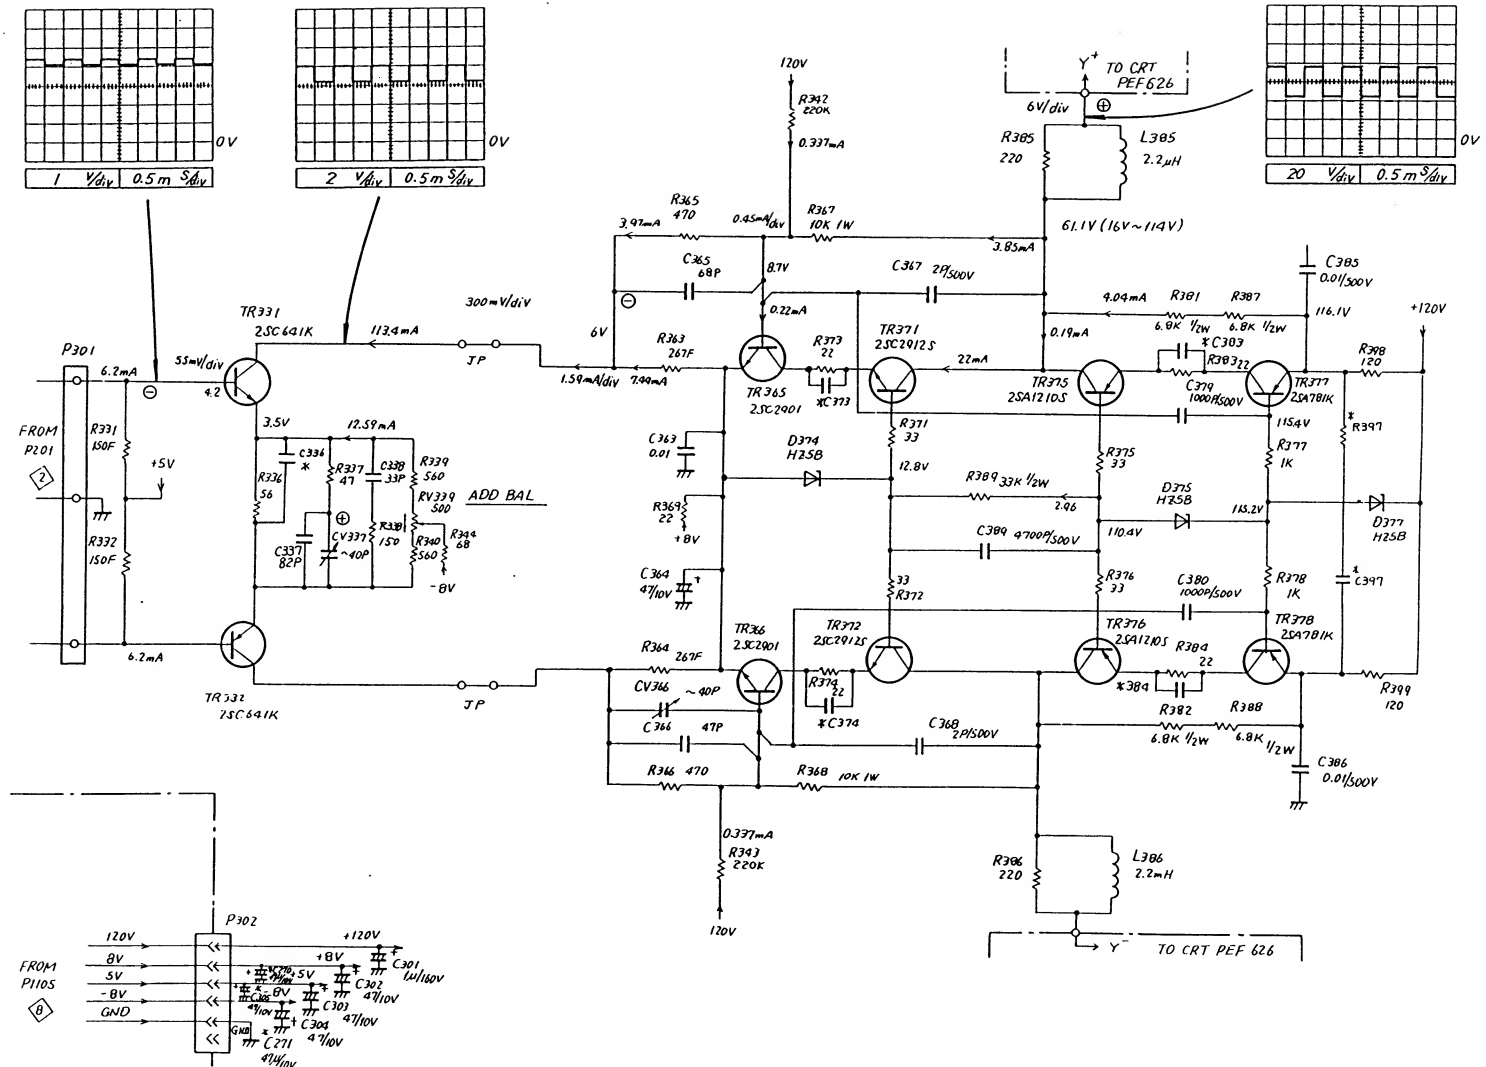 0V
1 V/div 0.5m S/div
0V
2 V/div 0.5m S/div
0V
20 V/div 0.5m S/div
Y+ TO CRT
PEF626
6V/div
+
120V
R342
220K
0.337mA
R385
220
L385
2.2µH
61.1V (16V~114V)
R365
470
3.97mA
0.45mA/div
R367
10K 1W
3.85mA
C365
68P
8.7V
C367
2P/500V
C385
0.01/500V
-
0.22mA
300mV/div
4.04mA
R381
6.8K 1/2W
R387
6.8K 1/2W
116.1V
+120V
TR331
2SC641K
113.4mA
JP
6V
R363
267F
1.59mA/div
7.44mA
TR365
2SC2901
R373
22
*C373
TR371
2SC2912S
22mA
0.19mA
TR375
2SA1210S
*C383
R383 22
C379
1000P/500V
TR377
2SA781K
R398
120
P301
6.2mA
-
55mV/div
4.2
FROM
P201
2
R331
150F
+5V
R332
150F
6.2mA
3.5V
12.59mA
C336
*
R336
56
R337
47
C338
33P
R339
560
RV339
500
ADD BAL
+
C337
82P
CV337
~40P
R338
150
R340
560
R344
68
-8V
TR332
2SC641K
JP
C363
0.01
D374
HZ5B
R371
33
12.8V
R369
22
+8V
R389 33K 1/2W
2.96
C389 4700P/500V
R375
33
D375
HZ5B
110.4V
115.4V
R377
1K
115.2V
*
R397
D377
HZ5B
C364
47/10V
+
33
R372
R376
33
C380
1000P/500V
R378
1K
*
C397
TR366
2SC2901
TR372
2SC2912S
TR376
2SA1210S
TR378
2SA781K
R364
267F
CV366
~40P
C366
47P
R374
22
*C374
C368
2P/500V
R384
22
*384
R382
6.8K 1/2W
R388
6.8K 1/2W
R399
120
R366 470
R368 10K 1W
C386
0.01/500V
0.337mA
R343
220K
120V
R386
220
L386
2.2mH
Y- TO CRT PEF 626
P302
FROM
P1105
8
120V
8V
5V
-8V
GND
+120V
+8V
+5V
-8V
GND
C301
1µ/160V
C302
47/10V
C303
47/10V
C304
47/10V
*
C271
47µ/10V